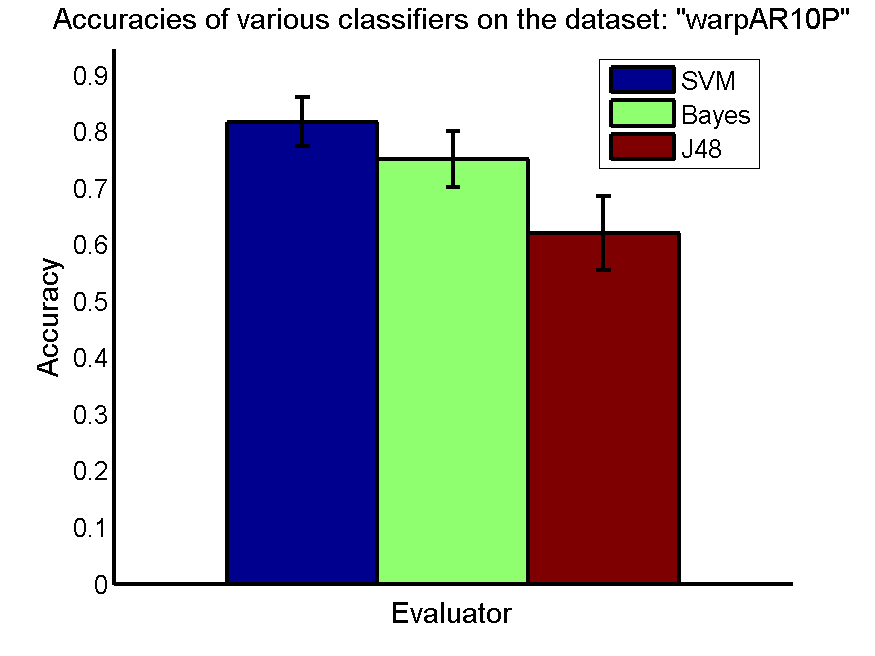 Accuracies of various classifiers on the dataset: "warpAR10P"
SVM
Bayes
J48
0.9
0.8
0.7
0.6
0.5
0.4
0.3
0.2
0.1
0
Accuracy
Evaluator